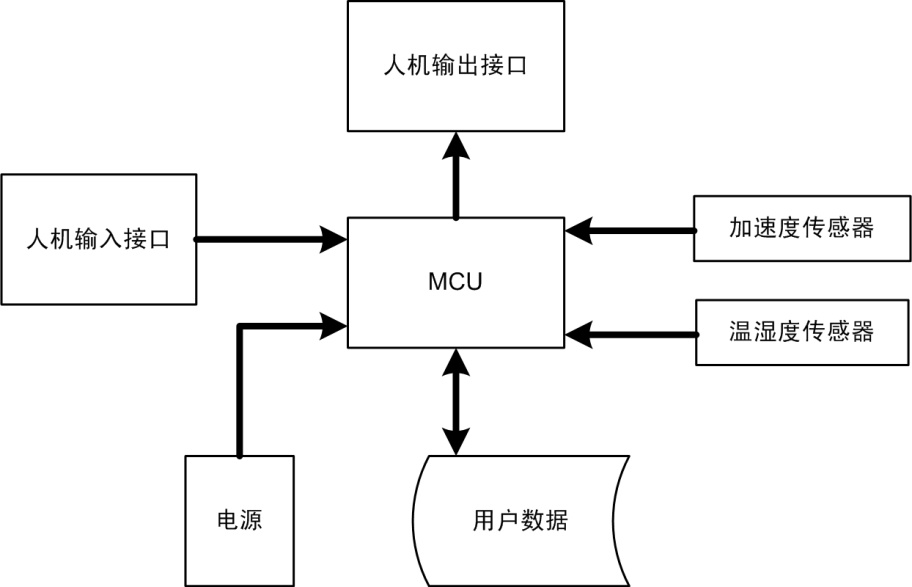 人机输出接口
人机输入接口
加速度传感器
MCU
温湿度传感器
电源
用户数据